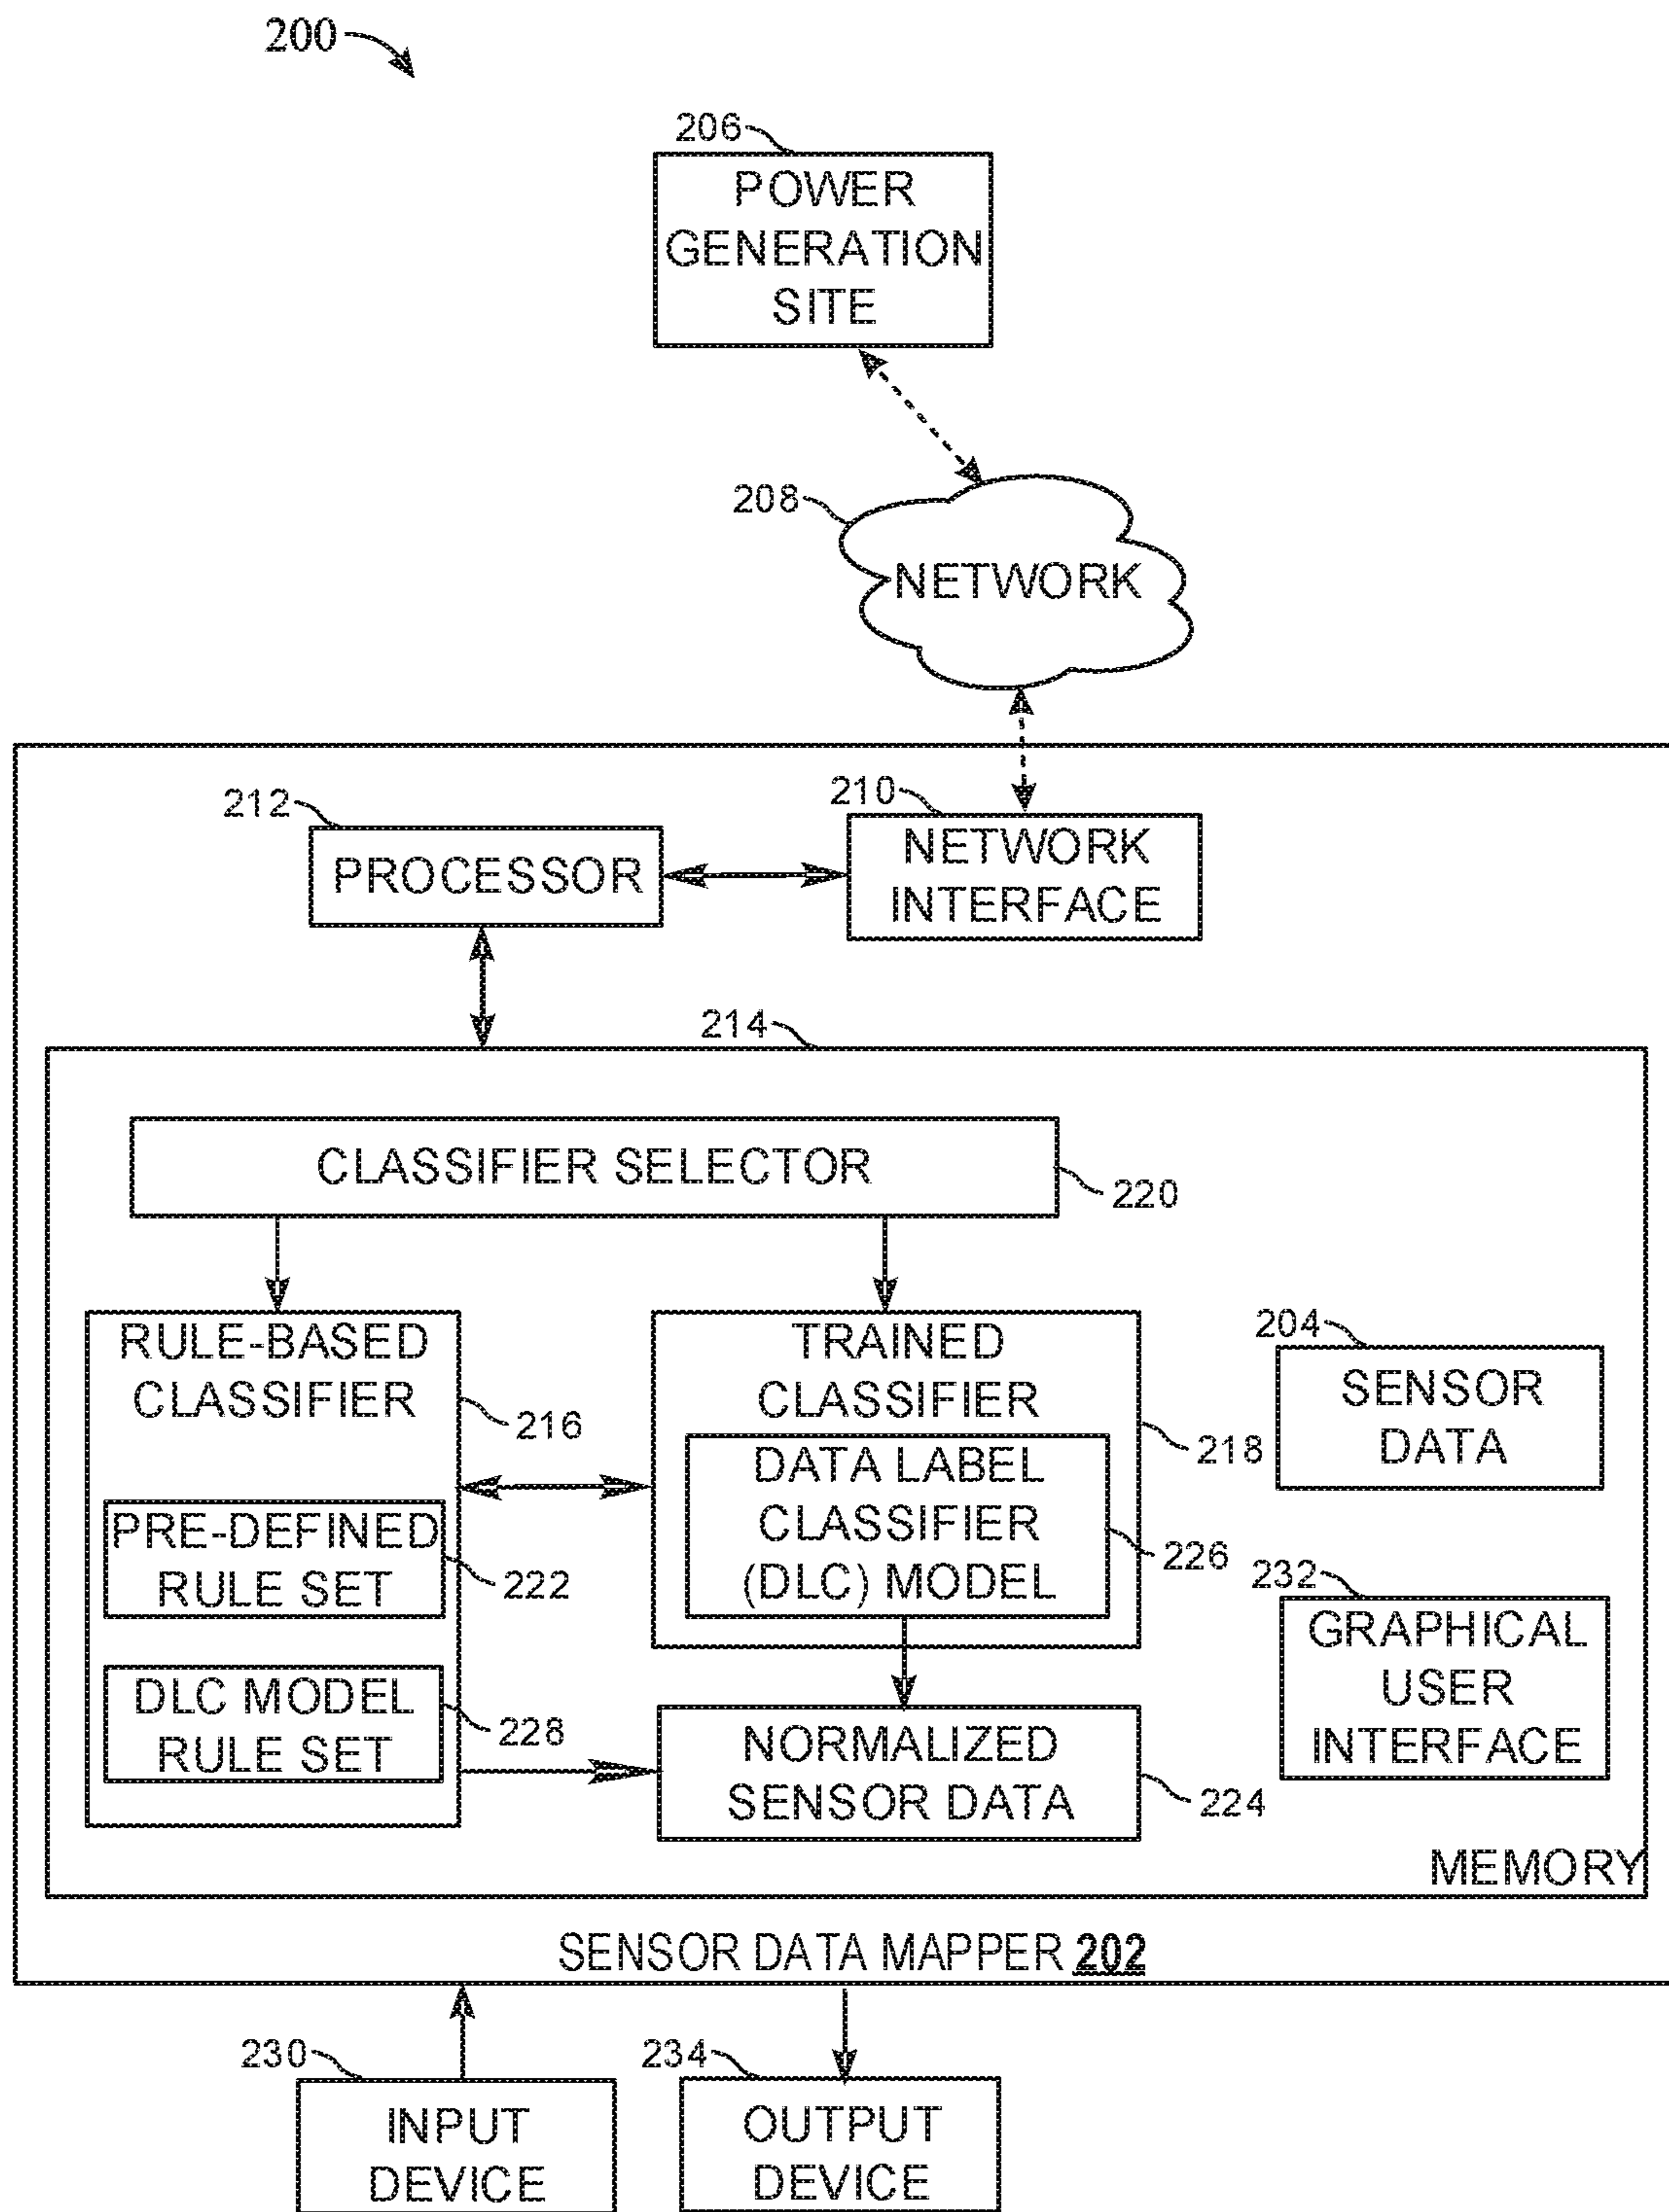 200
206
POWER
GENERATION
SITE
208
NETWORK
212
PROCESSOR
210
NETWORK
INTERFACE
214
CLASSIFIER SELECTOR
220
RULE-BASED
CLASSIFIER
216
PRE-DEFINED
RULE SET
222
DLC MODEL
RULE SET
228
TRAINED
CLASSIFIER
218
DATA LABEL
CLASSIFIER
(DLC) MODEL
226
NORMALIZED
SENSOR DATA
224
204
SENSOR
DATA
232
GRAPHICAL
USER
INTERFACE
MEMORY
SENSOR DATA MAPPER 202
230
INPUT
DEVICE
234
OUTPUT
DEVICE